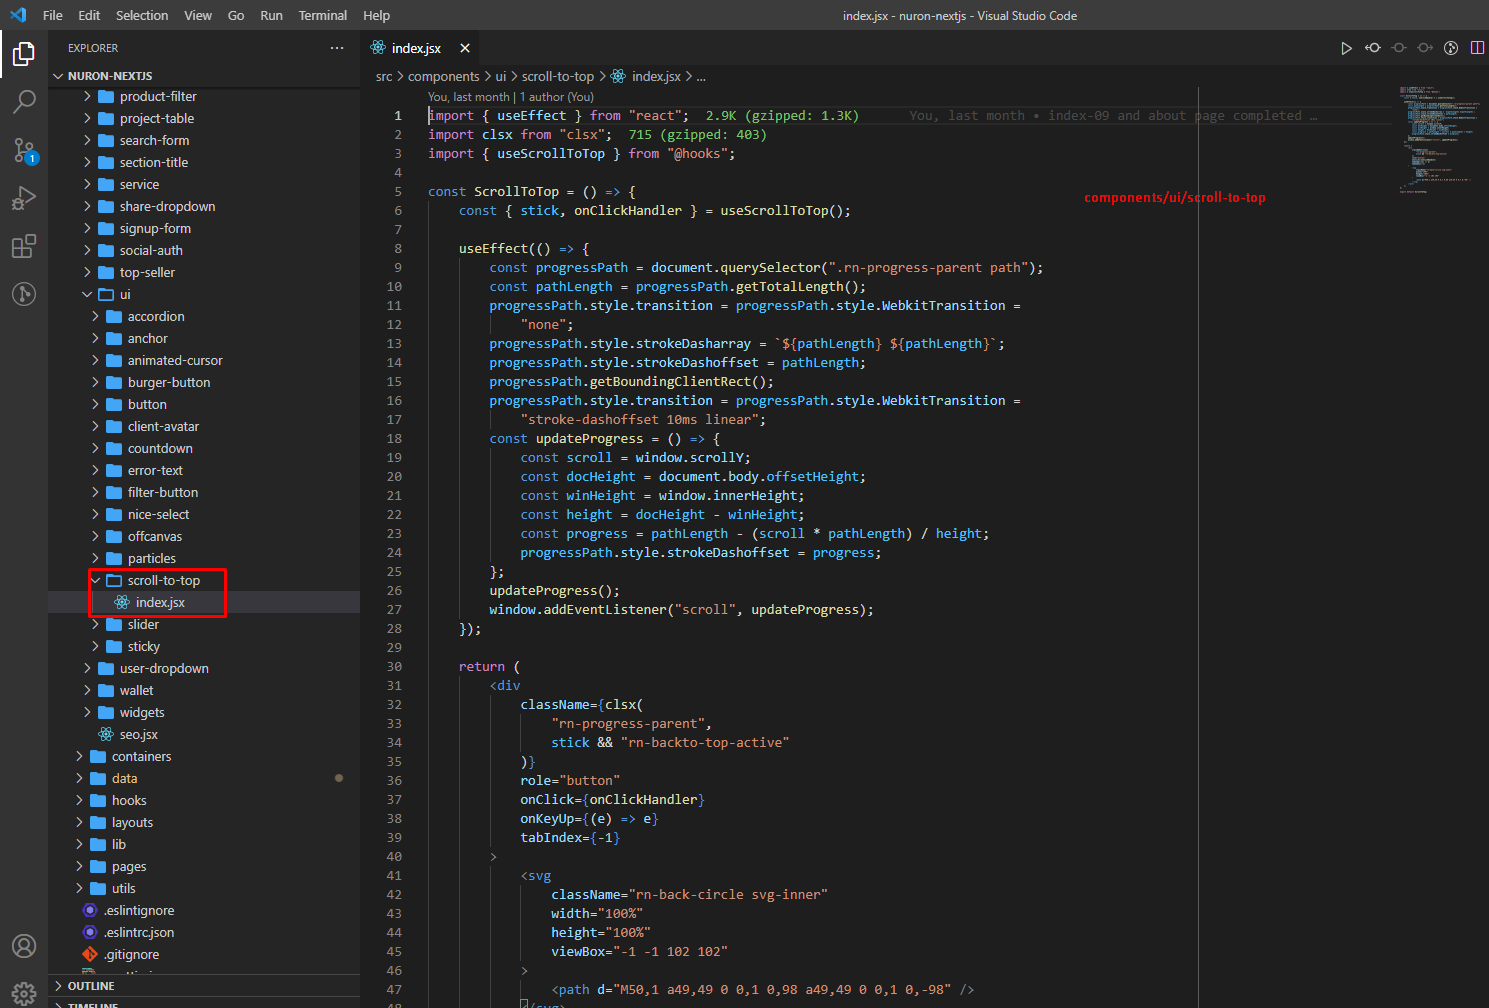 File Edit Selection View Go Run Terminal Help
index.jsx - nuron-nextjs - Visual Studio Code
EXPLORER
NURON-NEXTJS
product-filter
project-table
search-form
section-title
service
share-dropdown
signup-form
social-auth
top-seller
ui
accordion
anchor
animated-cursor
burger-button
button
client-avatar
countdown
error-text
filter-button
nice-select
offcanvas
particles
scroll-to-top
index.jsx
slider
sticky
user-dropdown
wallet
widgets
seo.jsx
containers
data
hooks
layouts
lib
pages
utils
.eslintignore
.eslintrc.json
.gitignore
OUTLINE
TIMELINE
1
index.jsx
src > components > ui > scroll-to-top > index.jsx > ...
You, last month | 1 author (You)
1 import { useEffect } from "react"; 2.9K (gzipped: 1.3K) You, last month • index-09 and about page completed …
2 import clsx from "clsx"; 715 (gzipped: 403)
3 import { useScrollToTop } from "@hooks";
4
5 const ScrollToTop = () => {
components/ui/scroll-to-top
6 const { stick, onClickHandler } = useScrollToTop();
7
8 useEffect(() => {
9 const progressPath = document.querySelector(".rn-progress-parent path");
10 const pathLength = progressPath.getTotalLength();
11 progressPath.style.transition = progressPath.style.WebkitTransition =
12 "none";
13 progressPath.style.strokeDasharray = `${pathLength} ${pathLength}`;
14 progressPath.style.strokeDashoffset = pathLength;
15 progressPath.getBoundingClientRect();
16 progressPath.style.transition = progressPath.style.WebkitTransition =
17 "stroke-dashoffset 10ms linear";
18 const updateProgress = () => {
19 const scroll = window.scrollY;
20 const docHeight = document.body.offsetHeight;
21 const winHeight = window.innerHeight;
22 const height = docHeight - winHeight;
23 const progress = pathLength - (scroll * pathLength) / height;
24 progressPath.style.strokeDashoffset = progress;
25 };
26 updateProgress();
27 window.addEventListener("scroll", updateProgress);
28 });
29
30 return (
31 <div
32 className={clsx(
33 "rn-progress-parent",
34 stick && "rn-backto-top-active"
35 )}
36 role="button"
37 onClick={onClickHandler}
38 onKeyUp={(e) => e}
39 tabIndex={-1}
40 >
41 <svg
42 className="rn-back-circle svg-inner"
43 width="100%"
44 height="100%"
45 viewBox="-1 -1 102 102"
46 >
47 <path d="M50,1 a49,49 0 0,1 0,98 a49,49 0 0,1 0,-98" />
48 </svg>